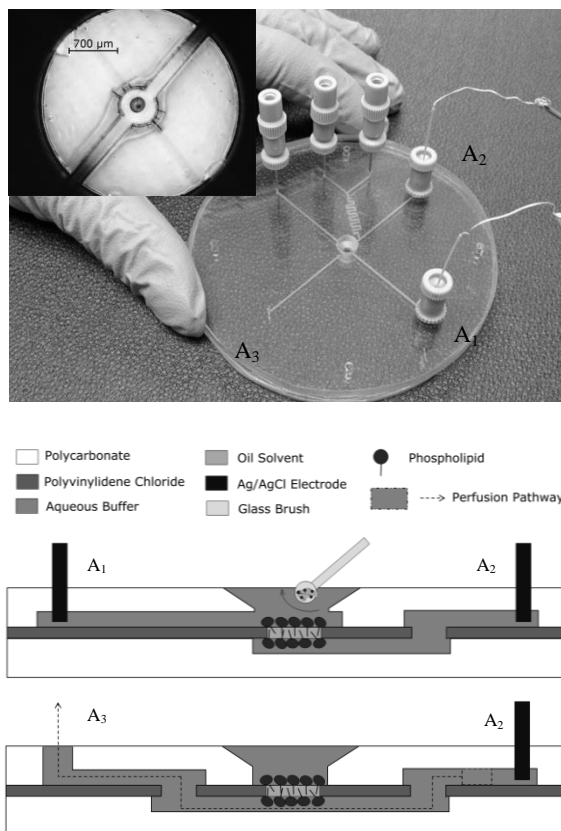 700 µm
A2
A1
A3
Polycarbonate
Polyvinylidene Chloride
Aqueous Buffer
Oil Solvent
Ag/AgCl Electrode
Glass Brush
Phospholipid
Perfusion Pathway
A1
A2
A3
A2